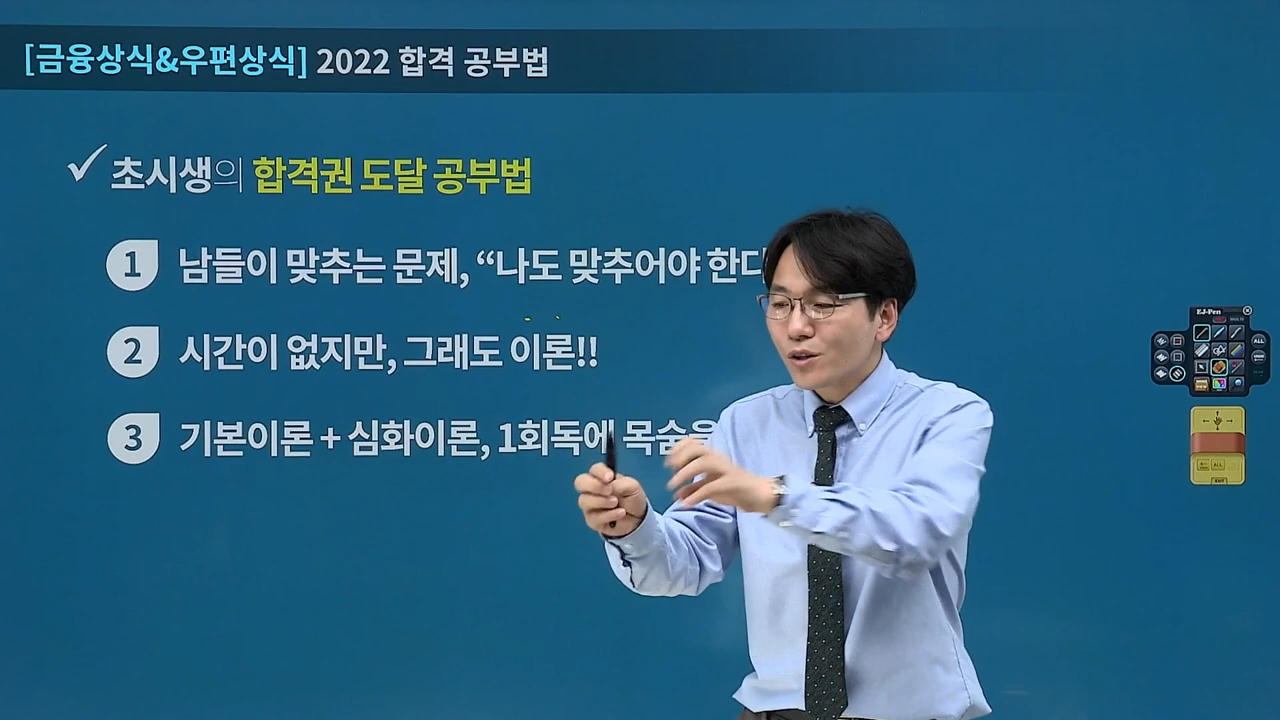 [금융상식&우편상식] 2022 합격 공부법
초시생의 합격권 도달 공부법
1 남들이 맞추는 문제, “나도 맞추어야 한다
2 시간이 없지만, 그래도 이론!!
3 기본이론 + 심화이론, 1회독에 목숨을
EJ-Pen
ALL
ALL
EXIT